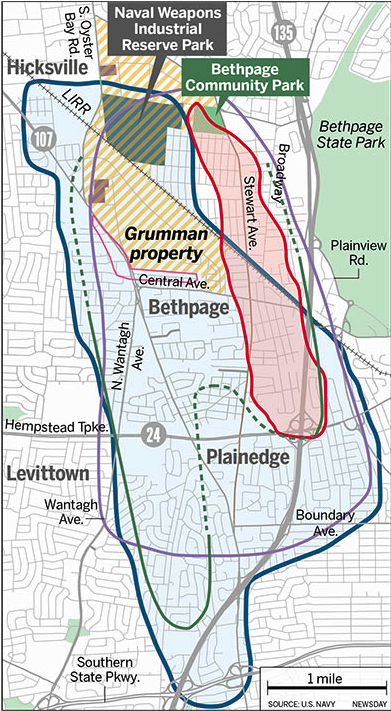 S. Oyster
Bay Rd.
Naval Weapons
Industrial
Reserve Park
135
Hicksville
LIRR
Bethpage
Community Park
107
Bethpage
State Park
Broadway
Stewart Ave.
Grumman
property
Plainview
Rd.
Central Ave.
Bethpage
N. Wantagh
Ave.
Hempstead Tpke.
24
Plainedge
Levittown
Wantagh
Ave.
Boundary
Ave.
Southern
State Pkwy.
1 mile
SOURCE: U.S. NAVY
NEWSDAY